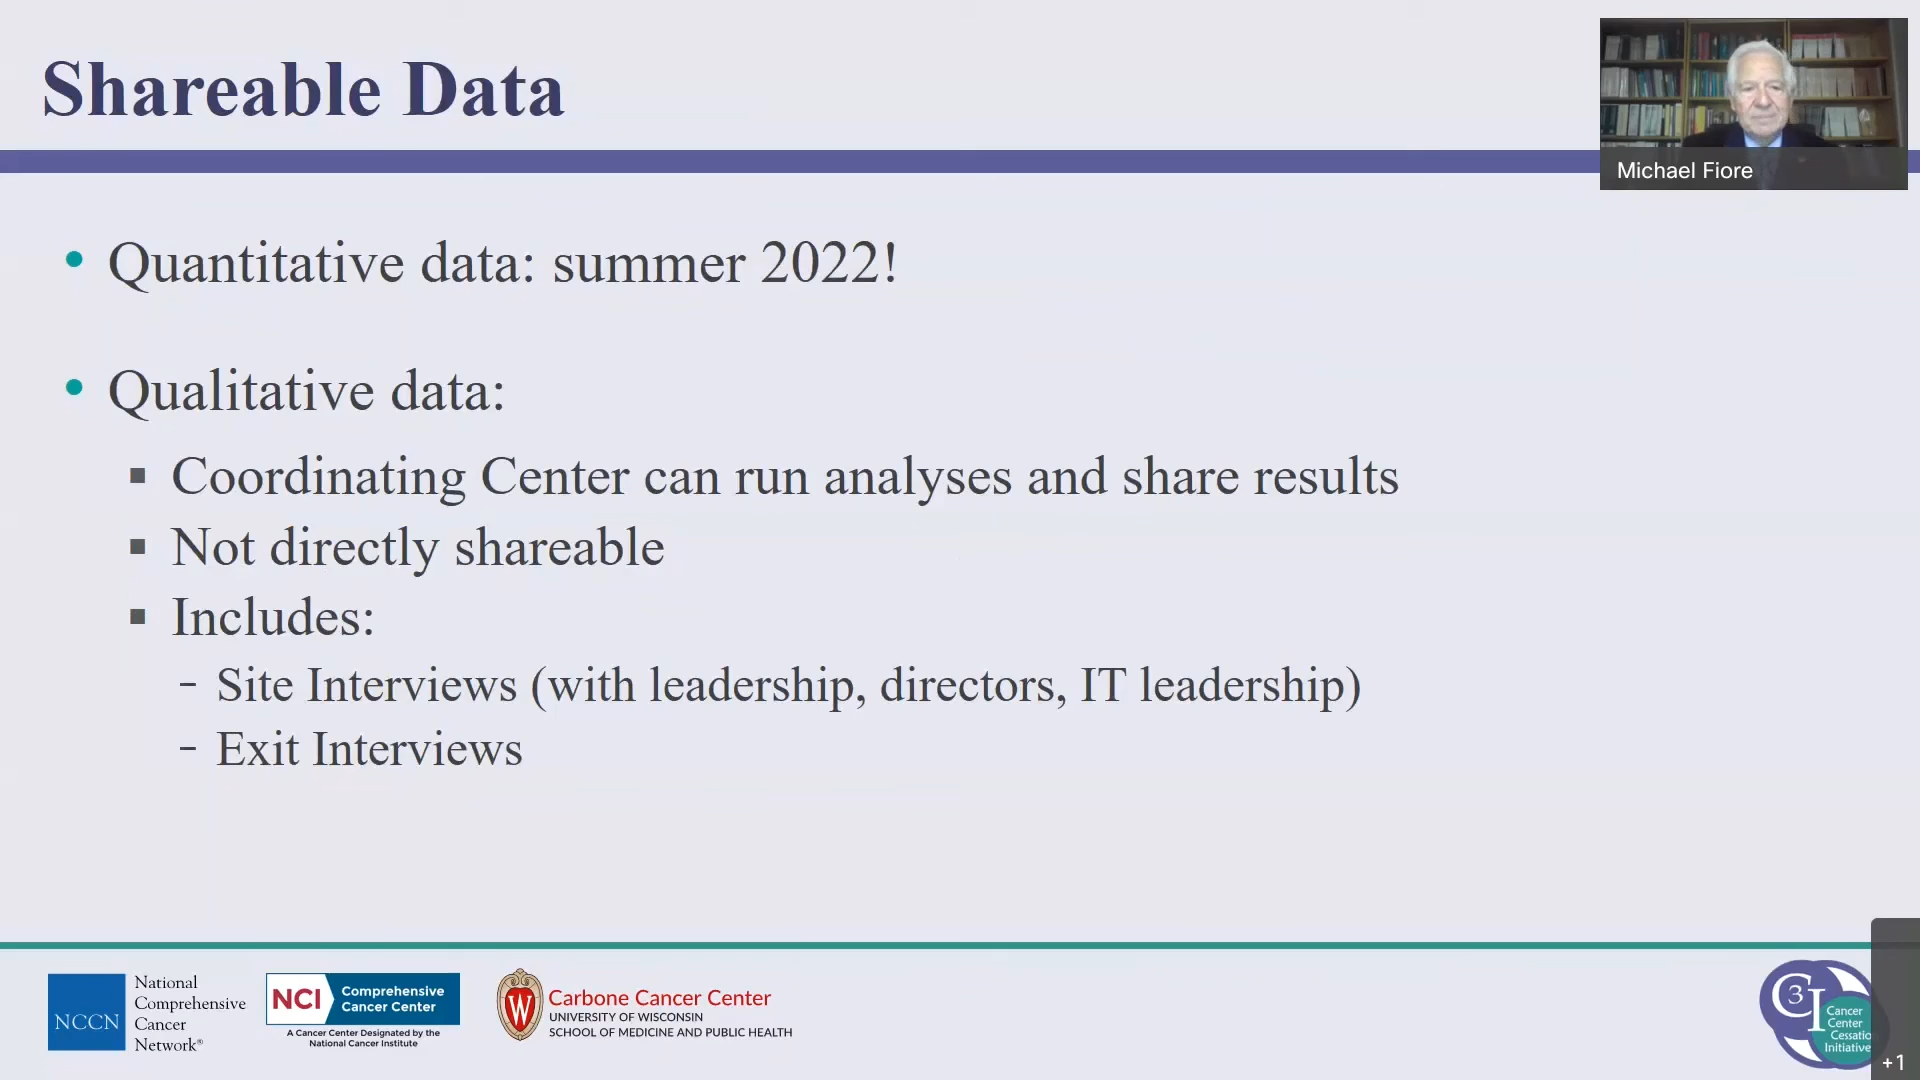 Shareable Data
Michael Fiore
• Quantitative data: summer 2022!
• Qualitative data:
▪ Coordinating Center can run analyses and share results
▪ Not directly shareable
▪ Includes:
- Site Interviews (with leadership, directors, IT leadership)
- Exit Interviews
NCCN
National
Comprehensive
Cancer
Network®
NCI
Comprehensive
Cancer Center
A Cancer Center Designated by the
National Cancer Institute
W
Carbone Cancer Center
UNIVERSITY OF WISCONSIN
SCHOOL OF MEDICINE AND PUBLIC HEALTH
C3I
Cancer
Center
Cessatio
Initiative
+1